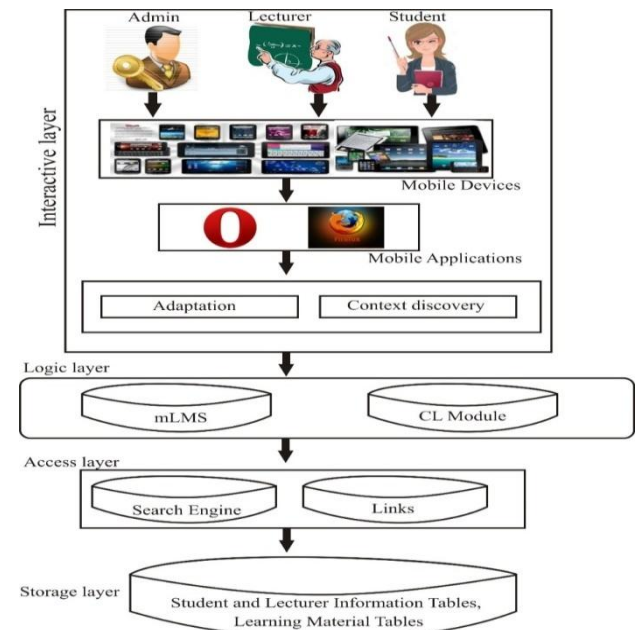 Admin
Lecturer
Student
Interactive layer
Mobile Devices
Mobile Applications
Adaptation
Context discovery
Logic layer
mLMS
CL Module
Access layer
Search Engine
Links
Storage layer
Student and Lecturer Information Tables,
Learning Material Tables